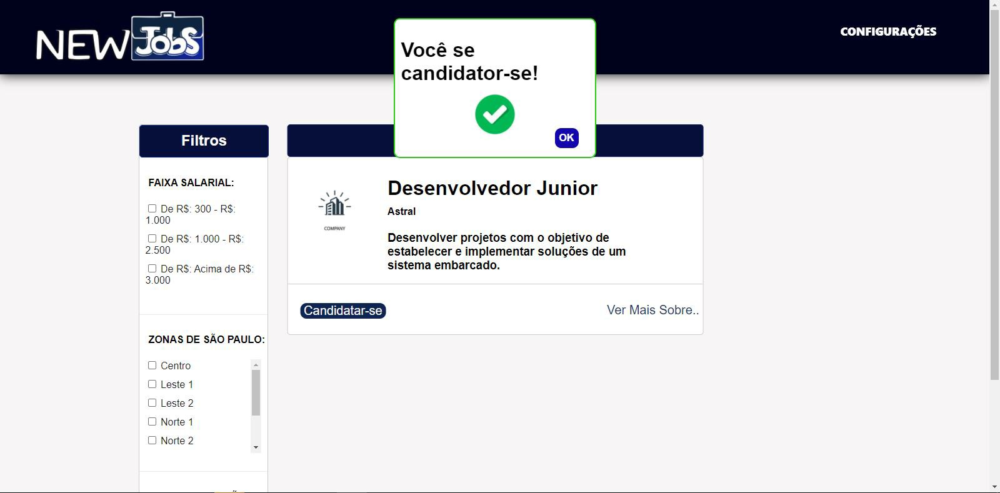 NEW JobS
CONFIGURAÇÕES
Você se
candidator-se!
OK
Filtros
FAIXA SALARIAL:
De R$: 300 - R$:
1.000
De R$: 1.000 - R$:
2.500
De R$: Acima de R$:
3.000
ZONAS DE SÃO PAULO:
Centro
Leste 1
Leste 2
Norte 1
Norte 2
COMPANY
Desenvolvedor Junior
Astral
Desenvolver projetos com o objetivo de
estabelecer e implementar soluções de um
sistema embarcado.
Candidatar-se
Ver Mais Sobre..